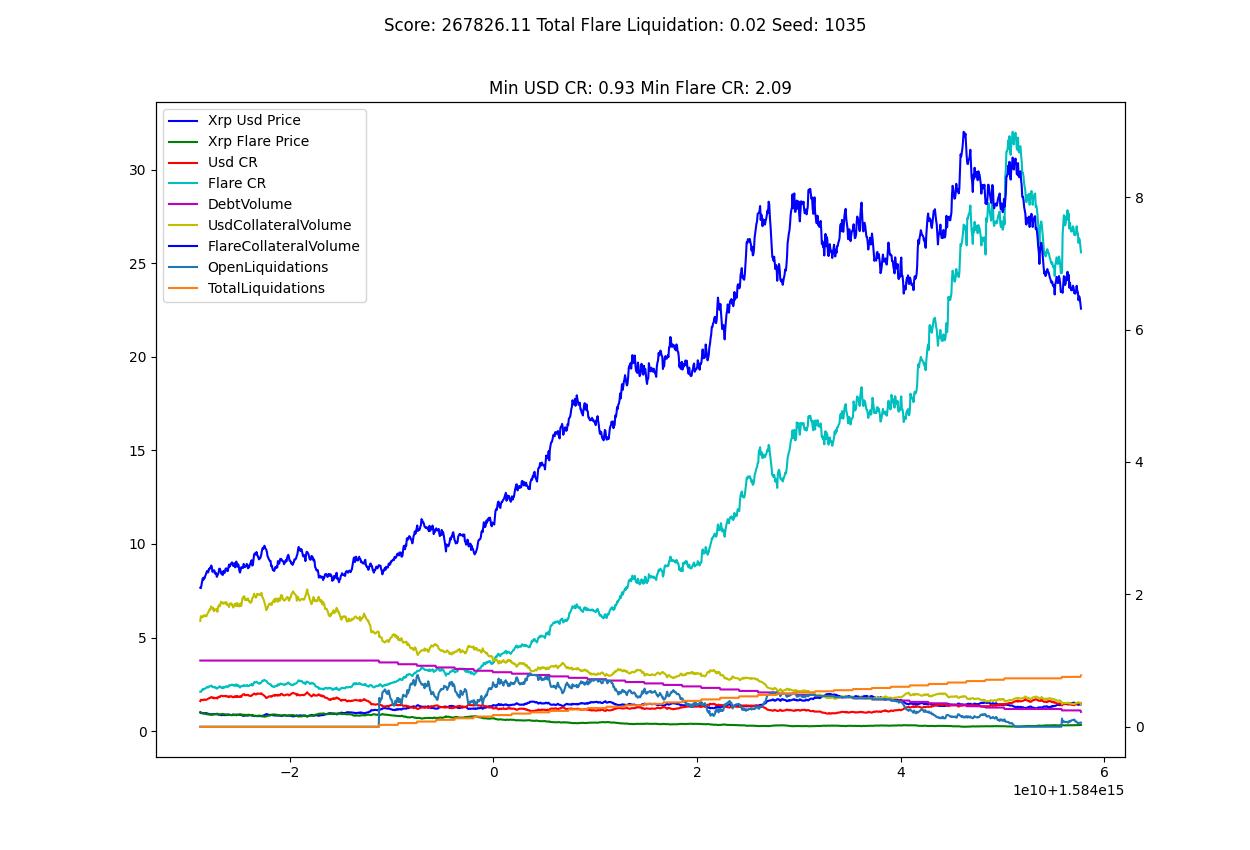 Score: 267826.11 Total Flare Liquidation: 0.02 Seed: 1035
Min USD CR: 0.93 Min Flare CR: 2.09
Xrp Usd Price
Xrp Flare Price
Usd CR
Flare CR
DebtVolume
UsdCollateralVolume
FlareCollateralVolume
OpenLiquidations
TotalLiquidations
30
25
20
15
10
5
0
8
6
4
2
0
−2
0
2
4
6
1e10+1.584e15